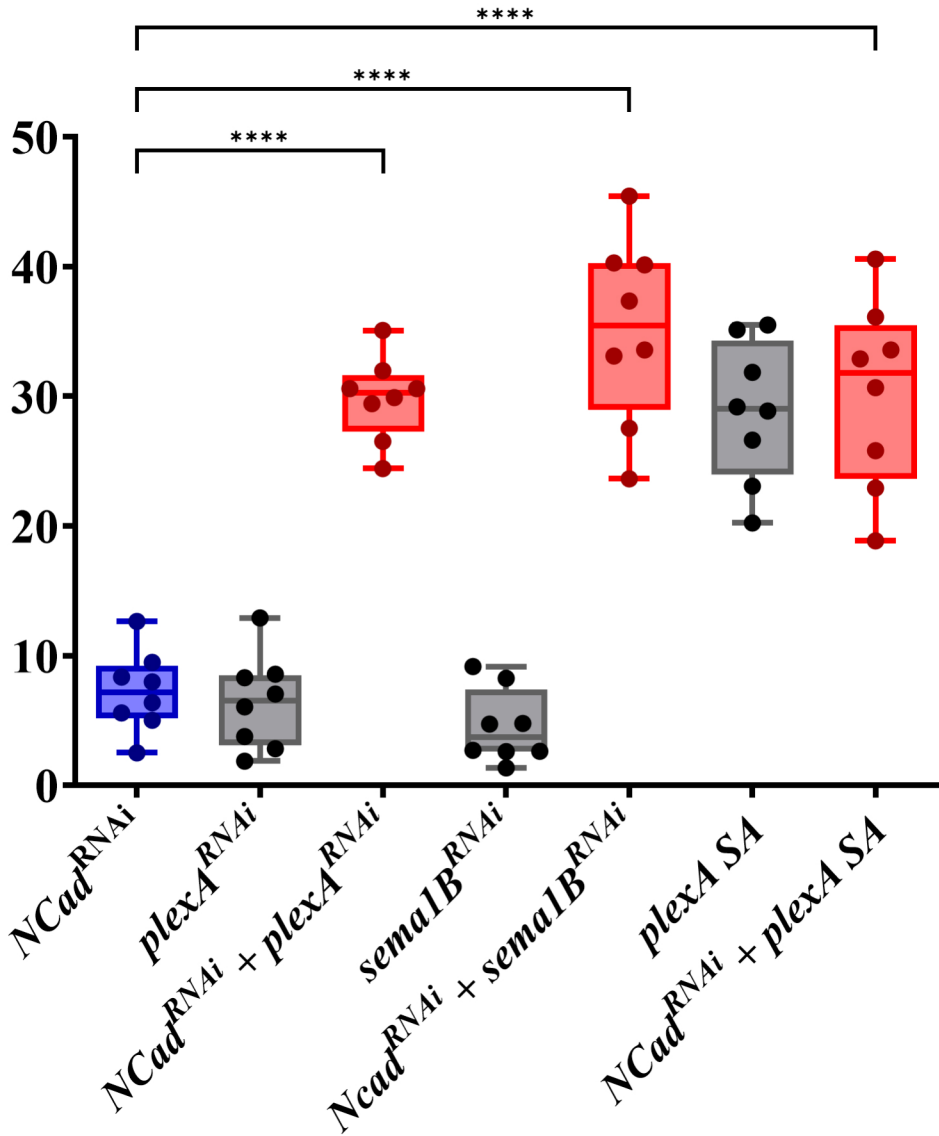 ****
****
****
50
40
30
20
10
0
NCad^RNAi
plexA^RNAi
NCad^RNAi + plexA^RNAi
sema1B^RNAi
Ncad^RNAi + sema1B^RNAi
plexA SA
NCad^RNAi + plexA SA